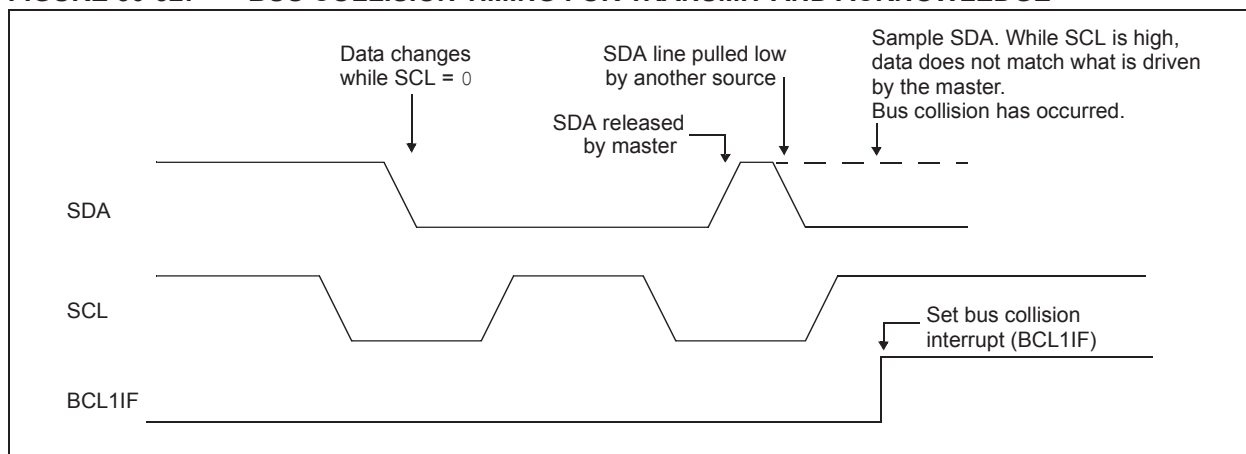 Data changes
while SCL = 0
SDA line pulled low
by another source
SDA released
by master
Sample SDA. While SCL is high,
data does not match what is driven
by the master.
Bus collision has occurred.
SDA
SCL
Set bus collision
interrupt (BCL1IF)
BCL1IF